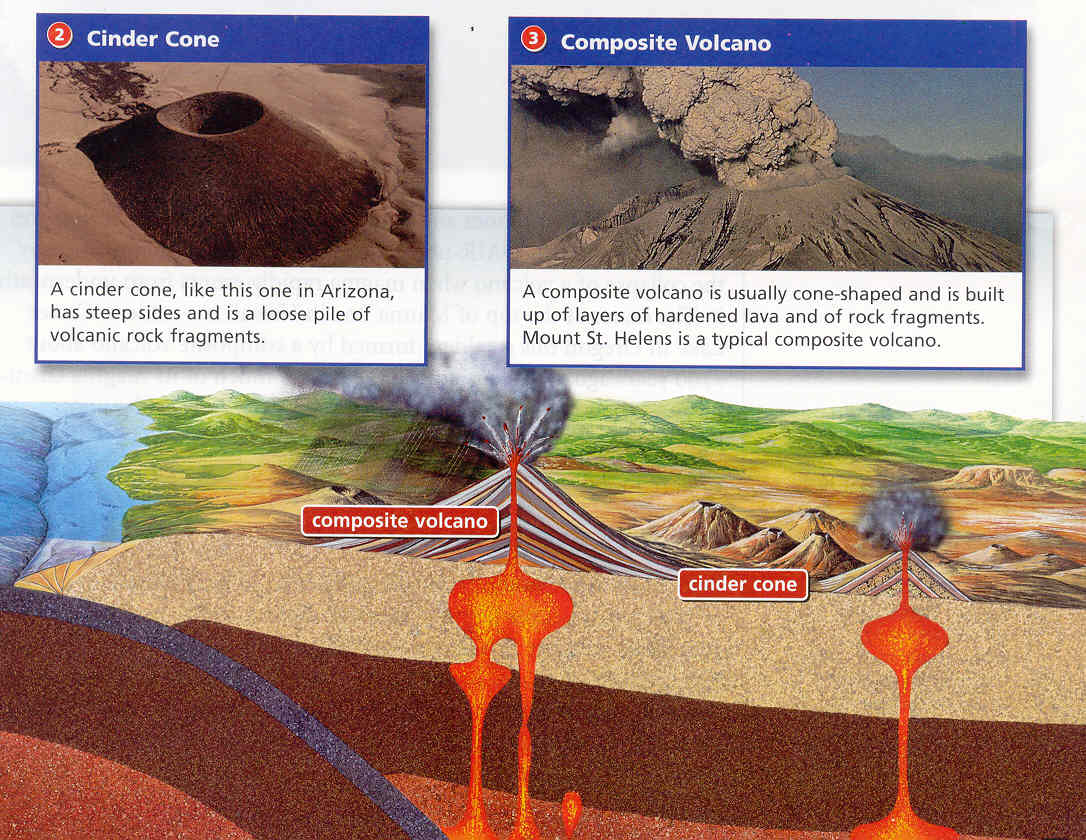 2 Cinder Cone
A cinder cone, like this one in Arizona,
has steep sides and is a loose pile of
volcanic rock fragments.
3 Composite Volcano
A composite volcano is usually cone-shaped and is built
up of layers of hardened lava and of rock fragments.
Mount St. Helens is a typical composite volcano.
composite volcano
cinder cone